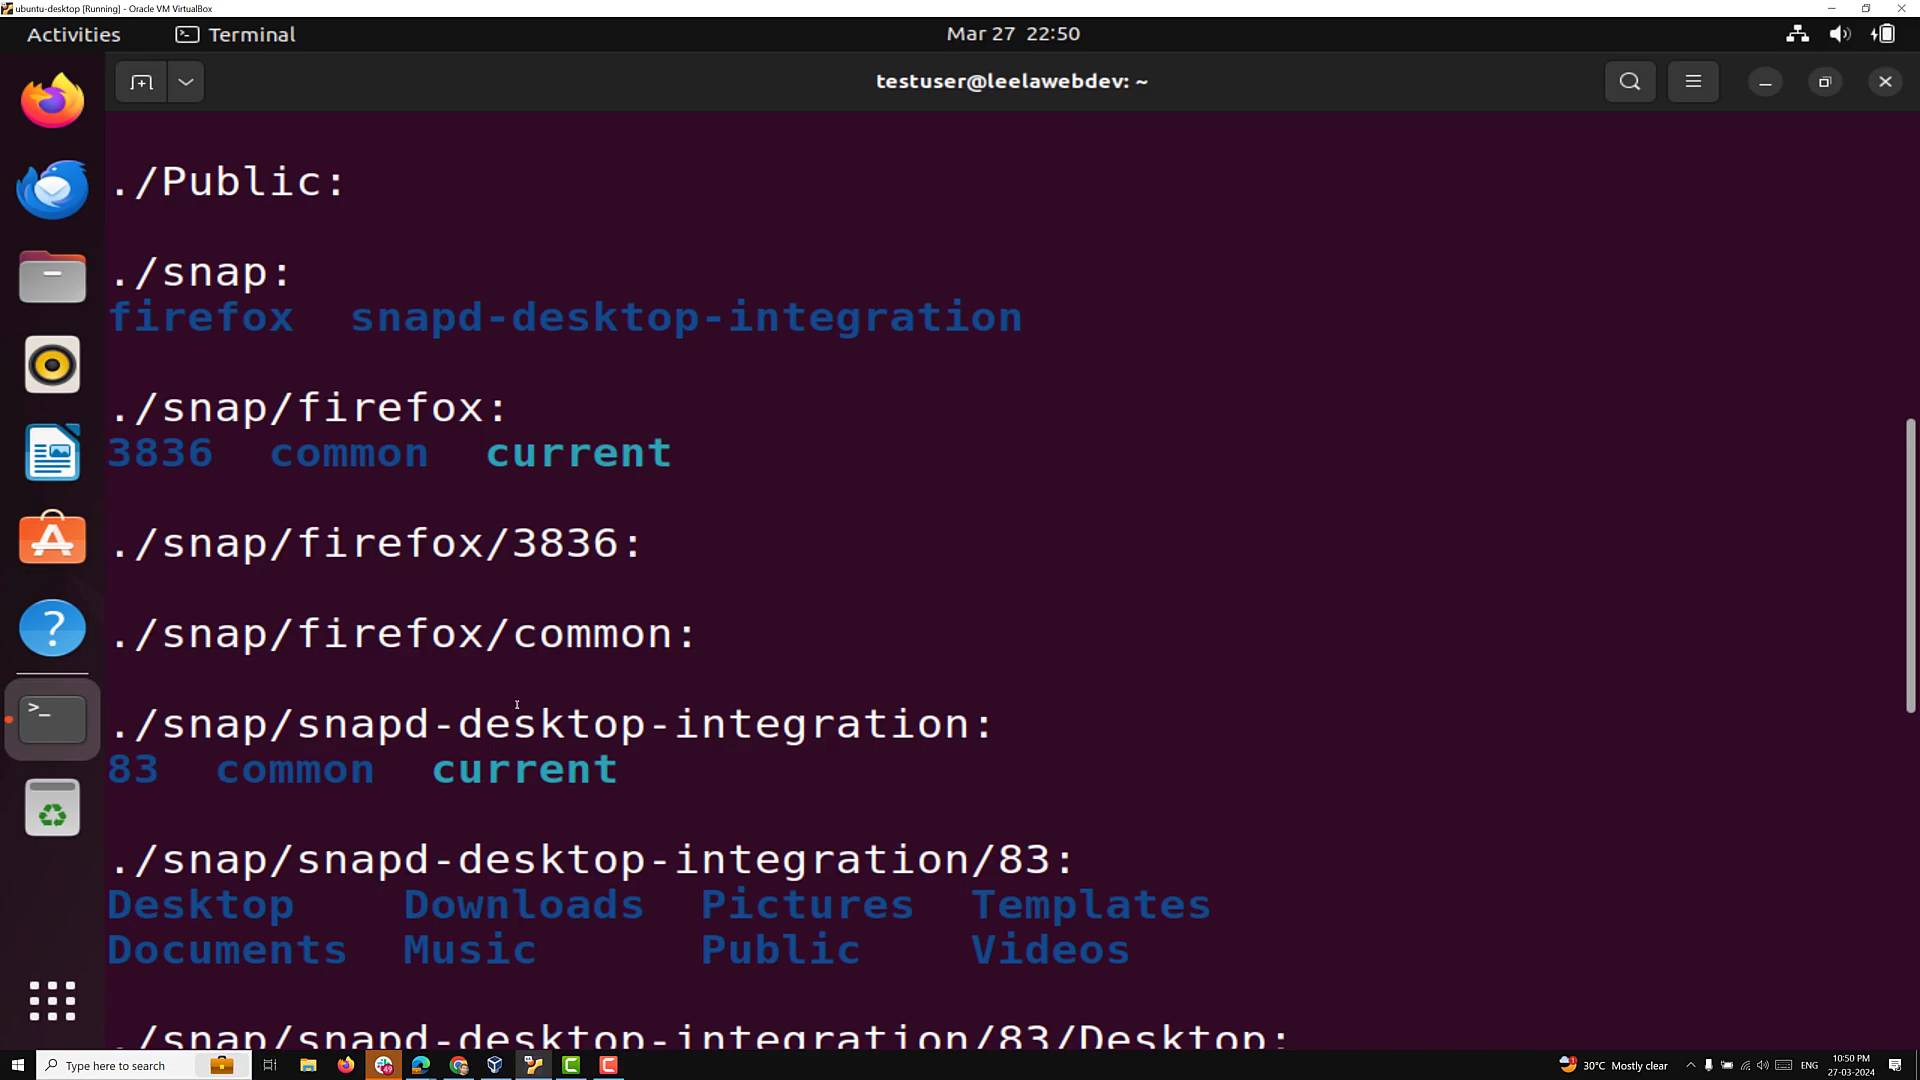 ubuntu-desktop [Running] - Oracle VM VirtualBox
Activities Terminal Mar 27 22:50
testuser@leelawebdev: ~
./Public:
./snap:
firefox snapd-desktop-integration
./snap/firefox:
3836 common current
./snap/firefox/3836:
./snap/firefox/common:
./snap/snapd-desktop-integration:
83 common current
./snap/snapd-desktop-integration/83:
Desktop Downloads Pictures Templates
Documents Music Public Videos
./snap/snapd-desktop-integration/83/Desktop:
Type here to search 30°C Mostly clear ENG 10:50 PM
27-03-2024